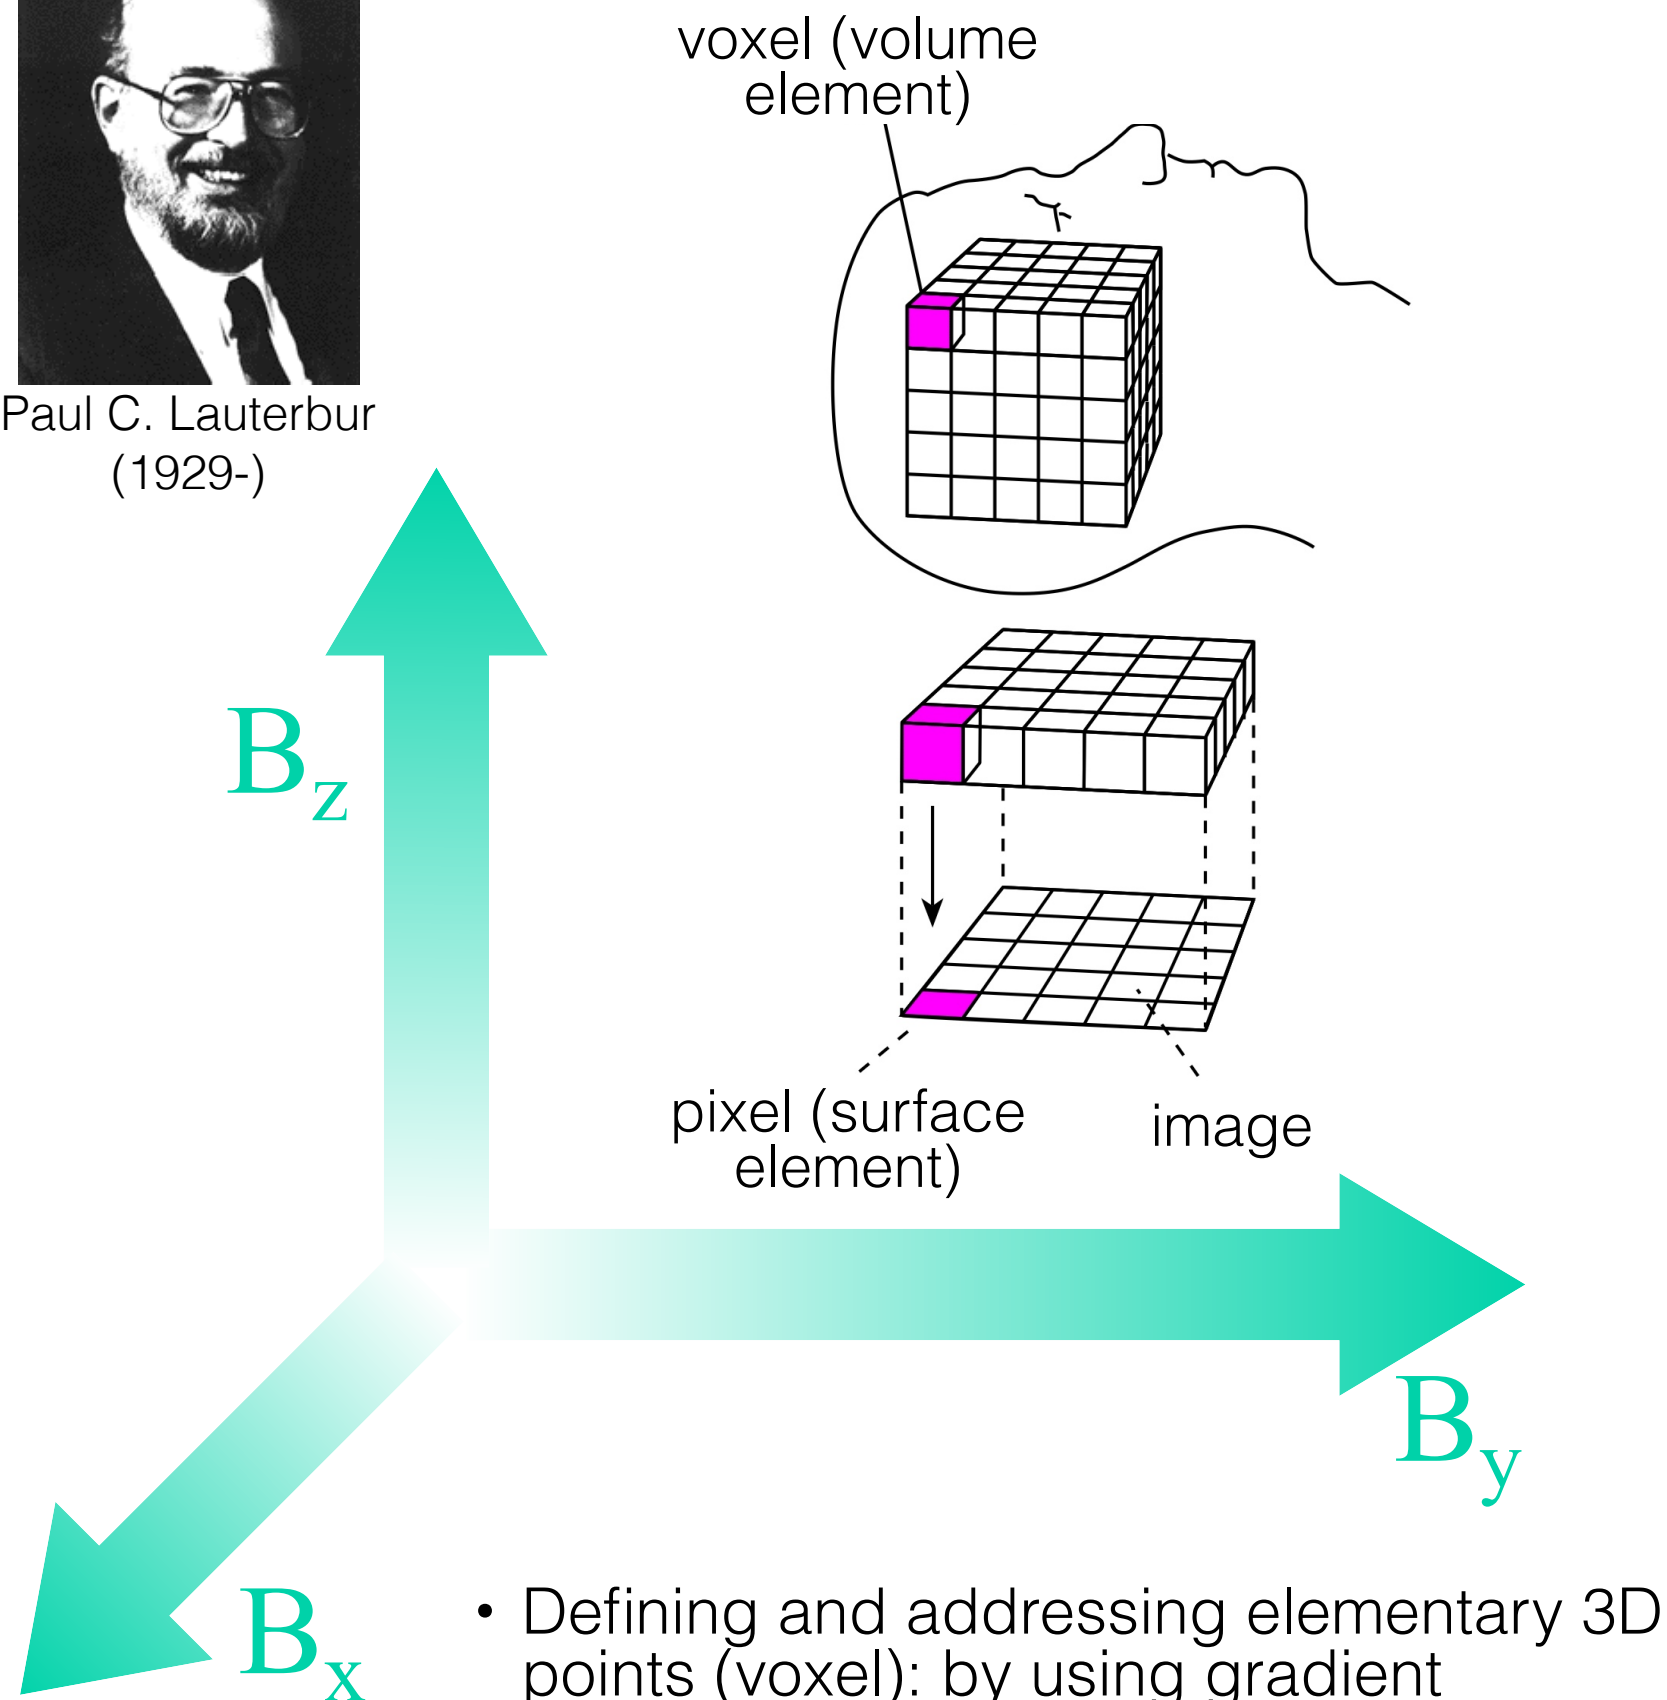 voxel (volume
element)
Paul C. Lauterbur
(1929-)
Bz
pixel (surface
element)
image
By
Bx
• Defining and addressing elementary 3D
points (voxel): by using gradient